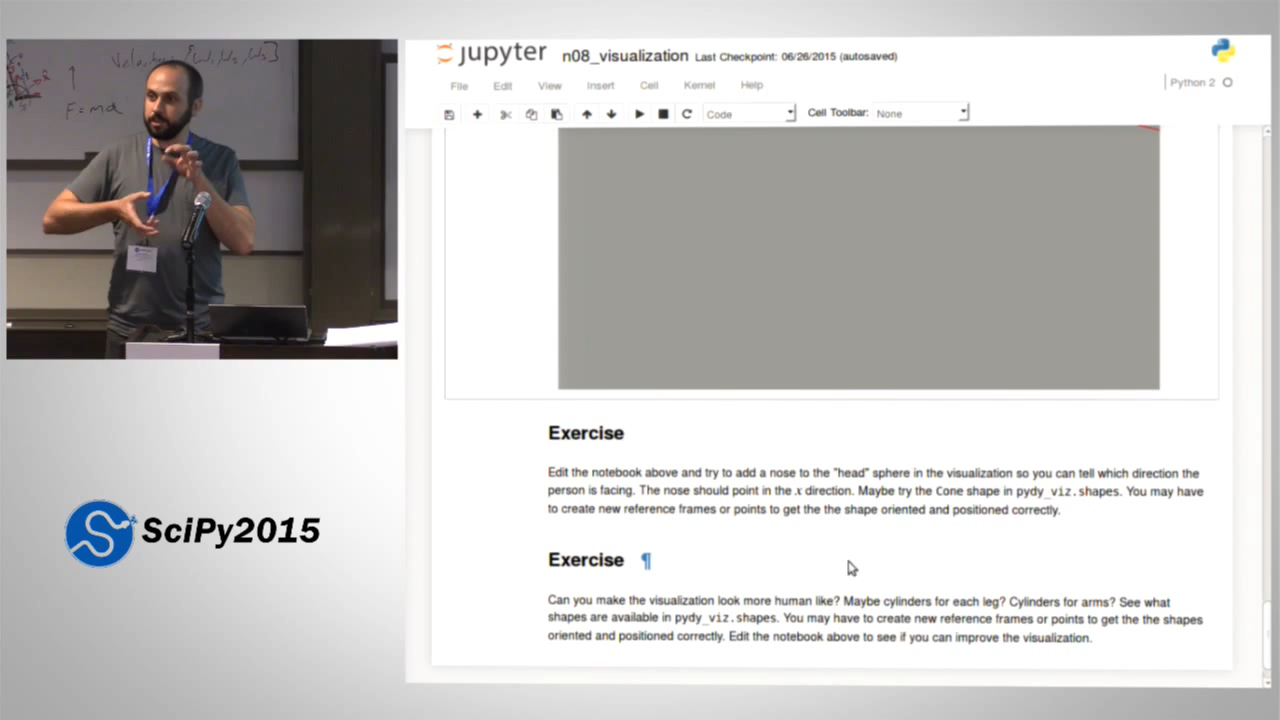 F = ma
jupyter n08_visualization Last Checkpoint: 06/26/2015 (autosaved)
File Edit View Insert Cell Kernel Help
Python 2
Code Cell Toolbar: None
Exercise
Edit the notebook above and try to add a nose to the "head" sphere in the visualization so you can tell which direction the
person is facing. The nose should point in the x direction. Maybe try the Cone shape in pydy_viz.shapes. You may have
to create new reference frames or points to get the the shape oriented and positioned correctly.
Exercise ¶
Can you make the visualization look more human like? Maybe cylinders for each leg? Cylinders for arms? See what
shapes are available in pydy_viz.shapes. You may have to create new reference frames or points to get the the shapes
oriented and positioned correctly. Edit the notebook above to see if you can improve the visualization.
SciPy2015